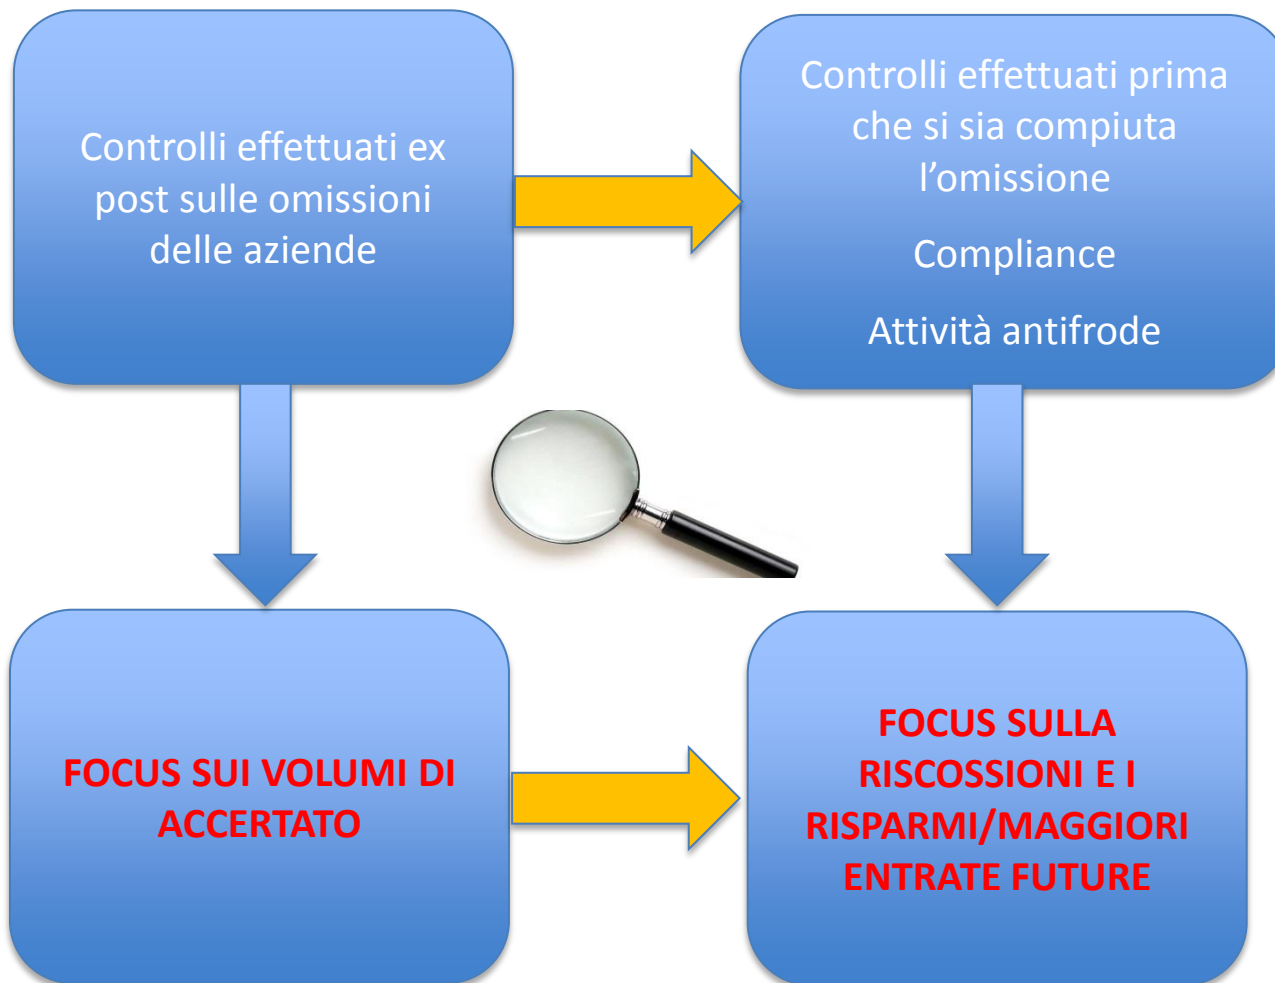 Controlli effettuati ex
post sulle omissioni
delle aziende
Controlli effettuati prima
che si sia compiuta
l’omissione
Compliance
Attività antifrode
FOCUS SUI VOLUMI DI
ACCERTATO
FOCUS SULLA
RISCOSSIONI E I
RISPARMI/MAGGIORI
ENTRATE FUTURE